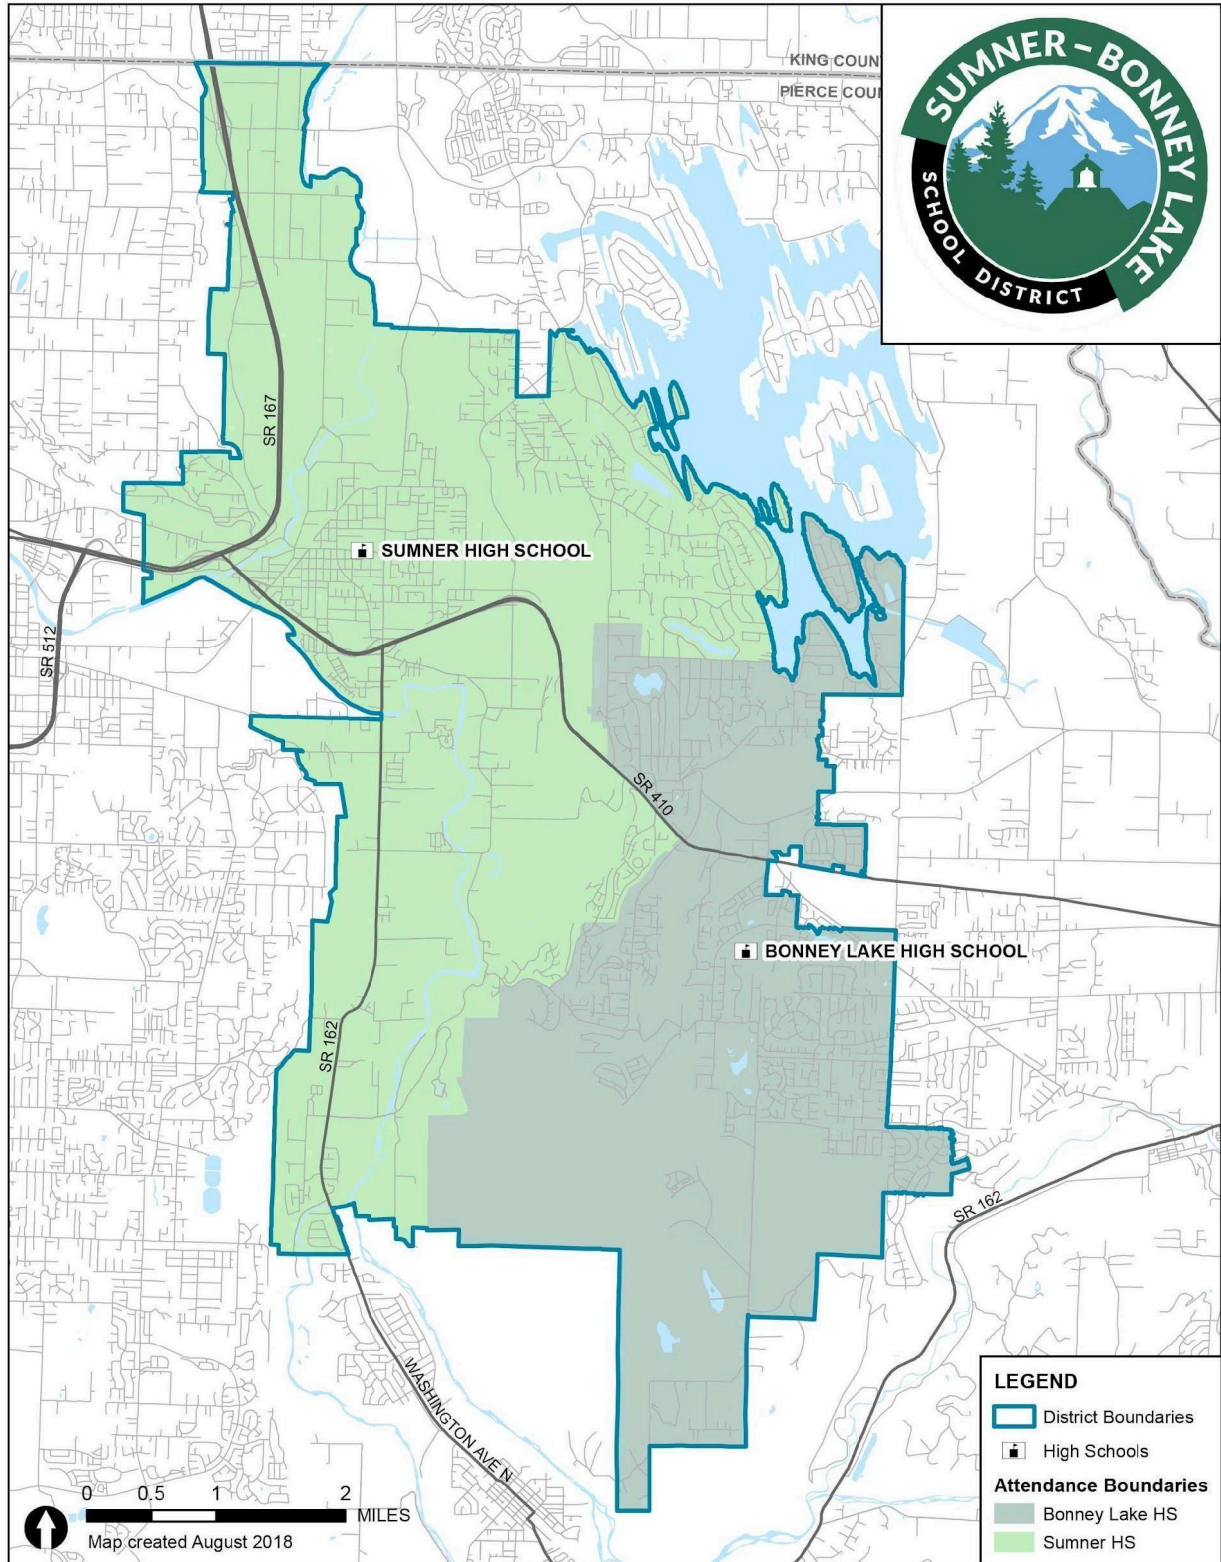 KING COUN
PIERCE COU
SUMNER – BONNEY LAKE
SCHOOL DISTRICT
SR 167
SUMNER HIGH SCHOOL
SR 512
SR 410
BONNEY LAKE HIGH SCHOOL
SR 162
SR 162
WASHINGTON AVE N
LEGEND
District Boundaries
High Schools
Attendance Boundaries
Bonney Lake HS
Sumner HS
0 0.5 1 2
MILES
Map created August 2018